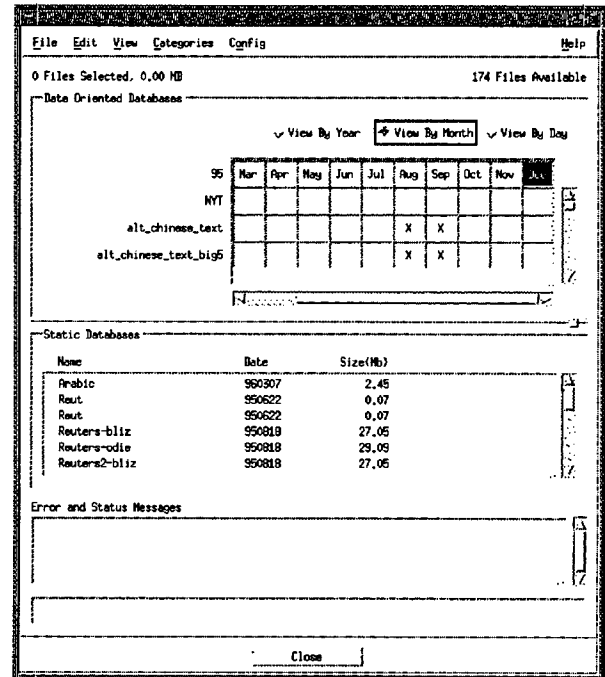 File Edit View Categories Config Help
0 Files Selected, 0.00 MB 174 Files Available
Date Oriented Databases
View By Year View By Month View By Day
95 Mar Apr May Jun Jul Aug Sep Oct Nov
NYT
alt_chinese_text X X
alt_chinese_text_big5 X X
Static Databases
Name Date Size(Mb)
Arabic 960307 2.45
Reut 950622 0.07
Reut 950622 0.07
Reuters-bliz 950818 27.05
Reuters-odie 950818 29.09
Reuters2-bliz 950818 27.05
Error and Status Messages
Close